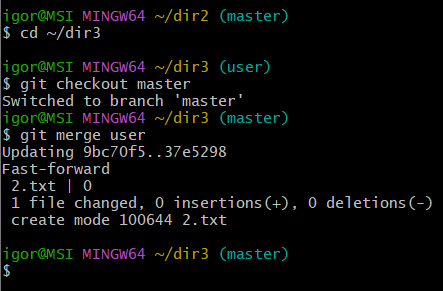 igor@MSI MINGW64 ~/dir2 (master)
$ cd ~/dir3
igor@MSI MINGW64 ~/dir3 (user)
$ git checkout master
Switched to branch 'master'
igor@MSI MINGW64 ~/dir3 (master)
$ git merge user
Updating 9bc70f5..37e5298
Fast-forward
 2.txt | 0
 1 file changed, 0 insertions(+), 0 deletions(-)
 create mode 100644 2.txt
igor@MSI MINGW64 ~/dir3 (master)
$